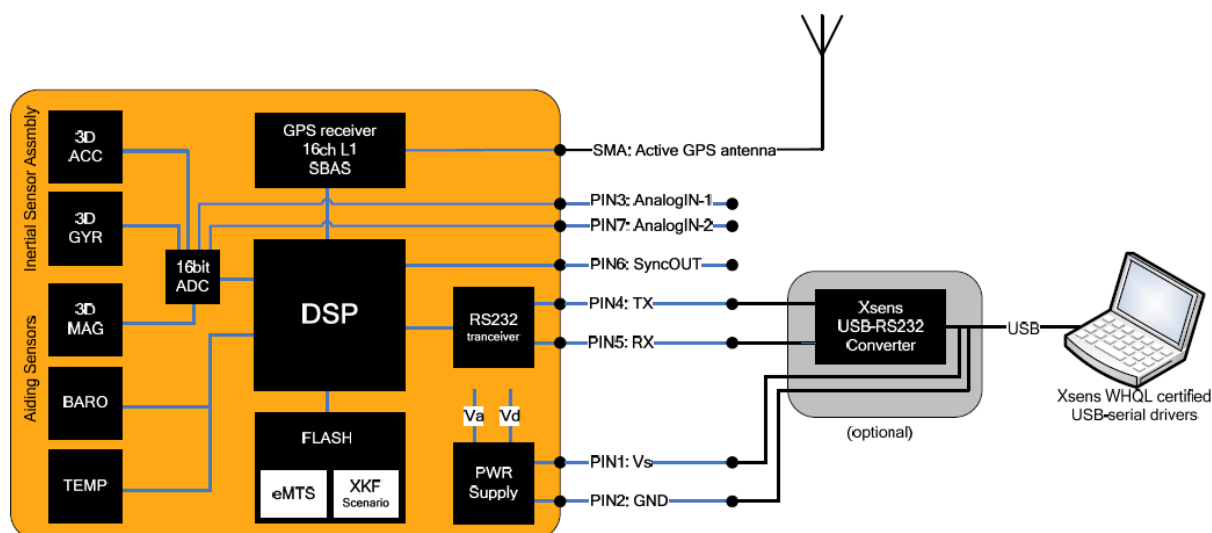 Inertial Sensor Assmbly
Aiding Sensors
3D
ACC
3D
GYR
3D
MAG
BARO
TEMP
16bit
ADC
GPS receiver
16ch L1
SBAS
DSP
FLASH
eMTS
XKF
Scenario
RS232
tranceiver
Va
Vd
PWR
Supply
SMA: Active GPS antenna
PIN3: AnalogIN-1
PIN7: AnalogIN-2
PIN6: SyncOUT
PIN4: TX
PIN5: RX
PIN1: Vs
PIN2: GND
Xsens
USB-RS232
Converter
(optional)
USB
Xsens WHQL certified
USB-serial drivers